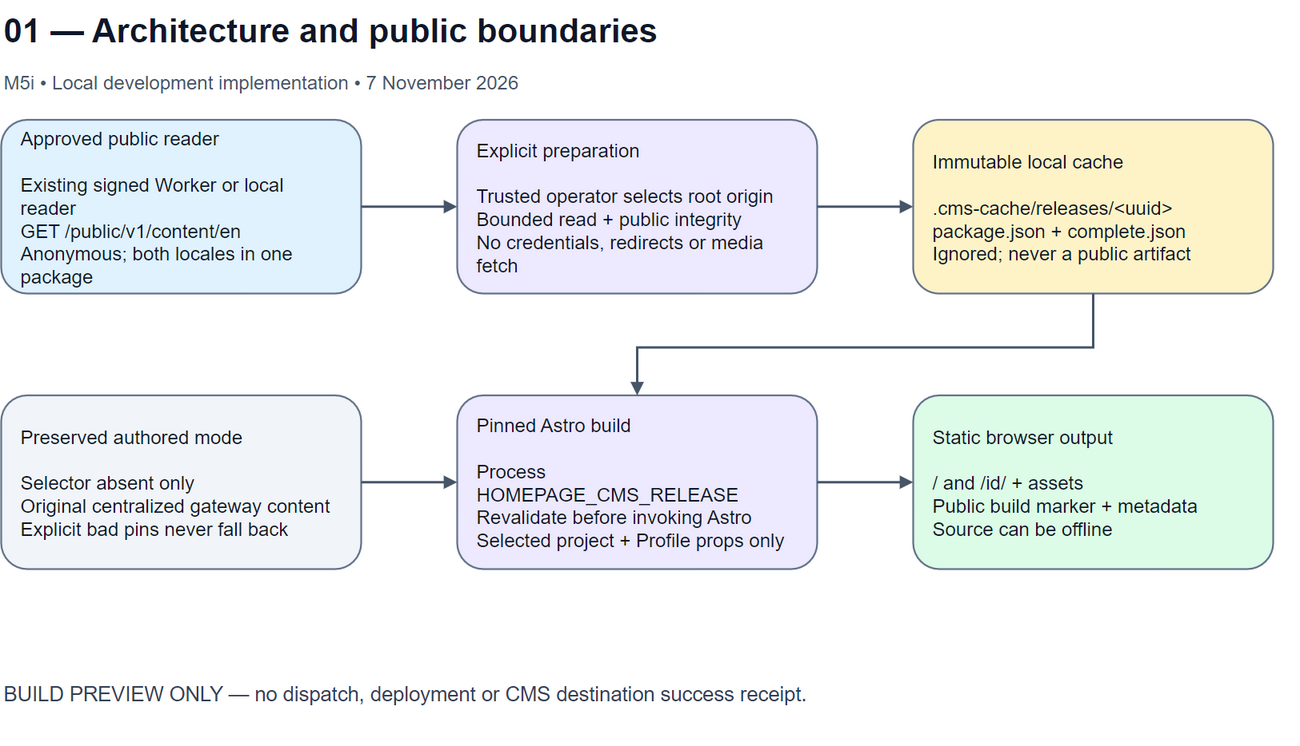 01 — Architecture and public boundaries
M5i • Local development implementation • 7 November 2026
Approved public reader
Existing signed Worker or local
reader
GET /public/v1/content/en
Anonymous; both locales in one
package
Explicit preparation
Trusted operator selects root origin
Bounded read + public integrity
No credentials, redirects or media
fetch
Immutable local cache
.cms-cache/releases/<uuid>
package.json + complete.json
Ignored; never a public artifact
Preserved authored mode
Selector absent only
Original centralized gateway content
Explicit bad pins never fall back
Pinned Astro build
Process
HOMEPAGE_CMS_RELEASE
Revalidate before invoking Astro
Selected project + Profile props only
Static browser output
/ and /id/ + assets
Public build marker + metadata
Source can be offline
BUILD PREVIEW ONLY — no dispatch, deployment or CMS destination success receipt.